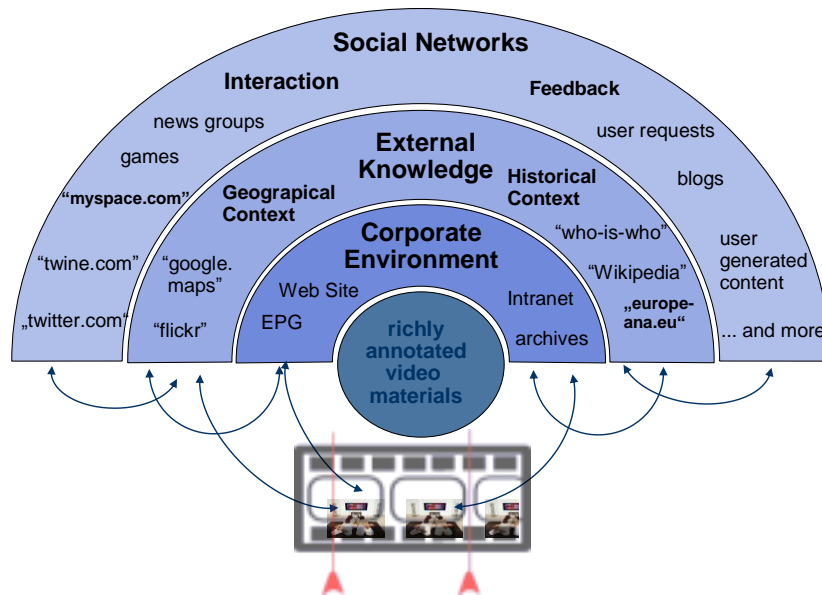 Social Networks
Interaction
Feedback
news groups
user requests
games
blogs
“myspace.com”
“twine.com”
user
generated
content
„twitter.com“
... and more
External
Knowledge
Geograpical
Context
Historical
Context
“google.
maps”
“who-is-who”
“Wikipedia”
“flickr”
„europe-
ana.eu“
Corporate
Environment
Web Site
Intranet
EPG
archives
richly
annotated
video
materials